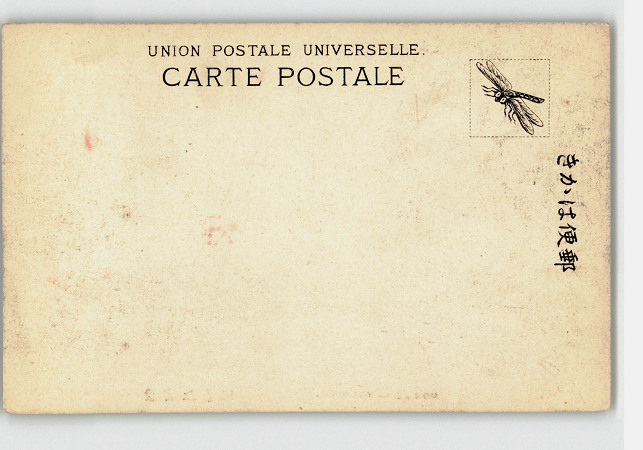 UNION POSTALE UNIVERSELLE.
CARTE POSTALE
郵便はかき